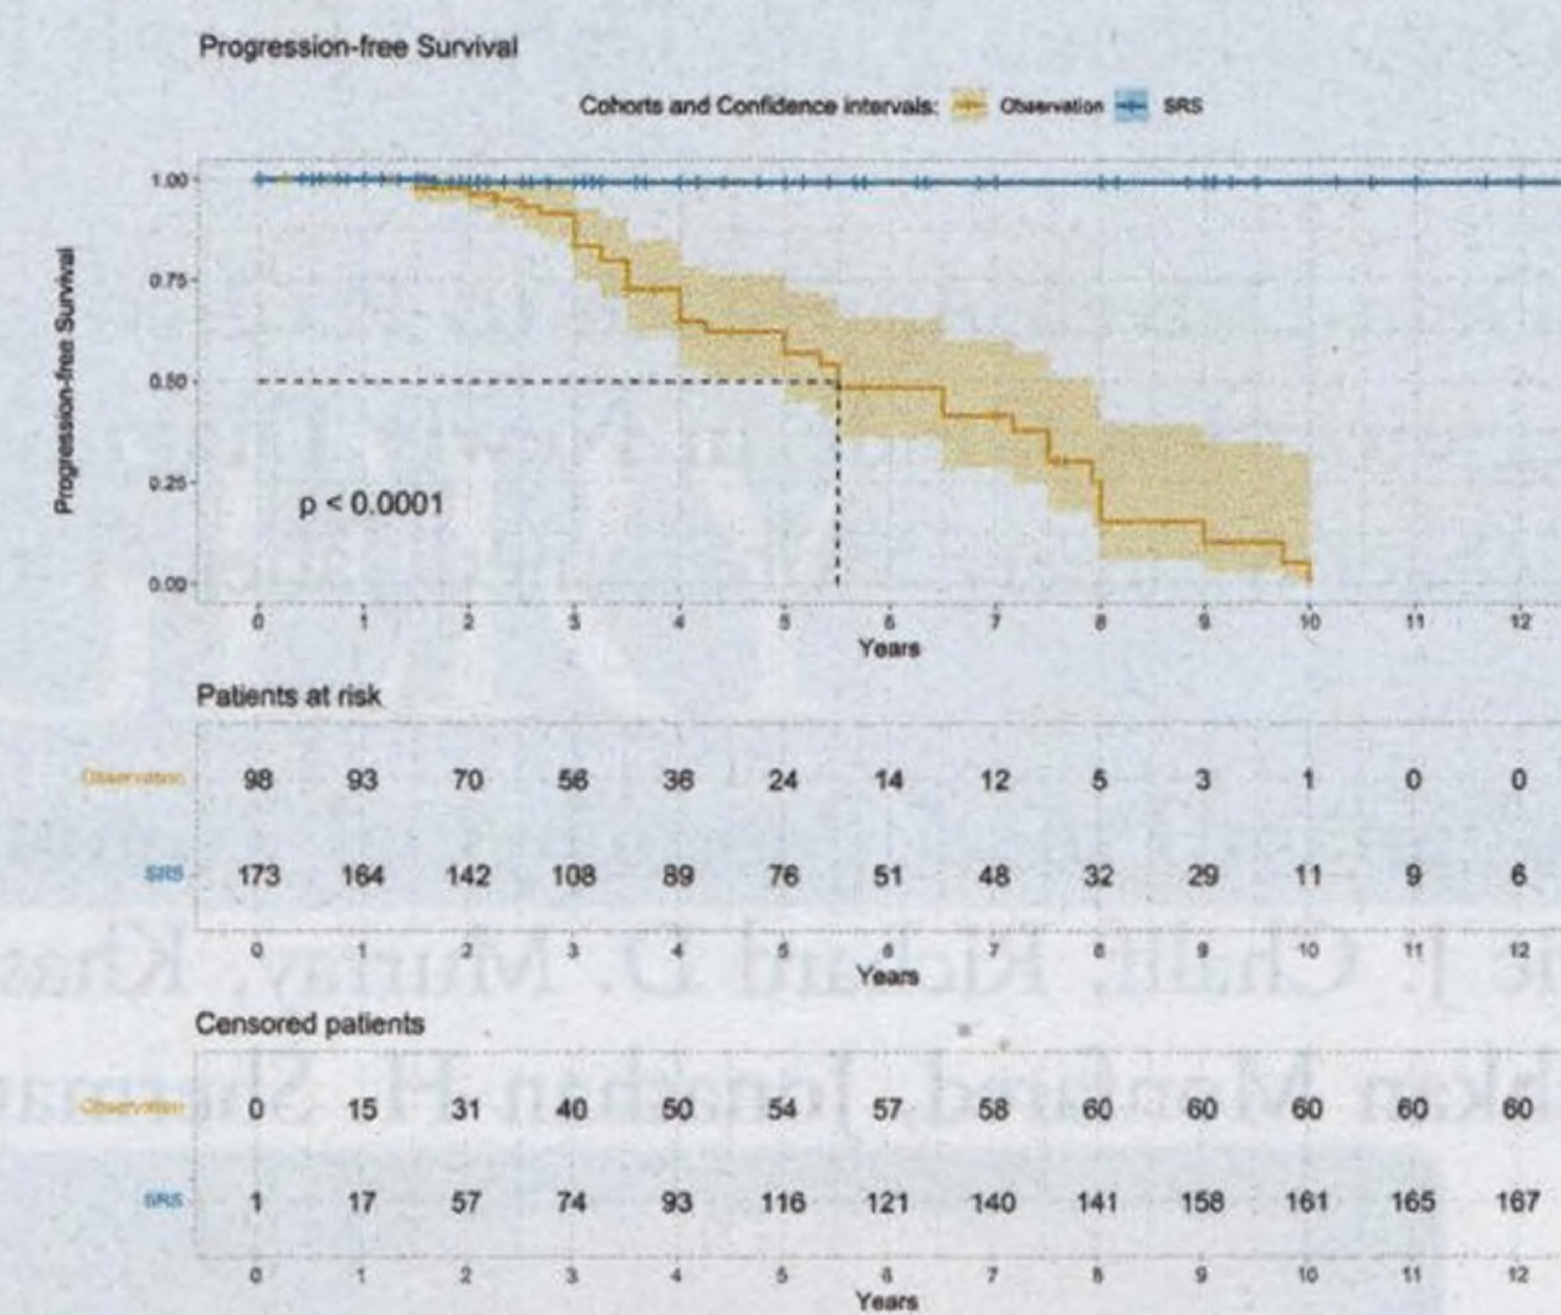 Progression-free Survival
Cohorts and Confidence intervals: Observation SRS
Progression-free Survival
1.00
0.75
0.50
0.25
0.00
p < 0.0001
0 1 2 3 4 5 6 7 8 9 10 11 12
Years
Patients at risk
Observation 98 93 70 56 36 24 14 12 5 3 1 0 0
SRS 173 164 142 108 89 76 51 48 32 29 11 9 6
0 1 2 3 4 5 6 7 8 9 10 11 12
Years
Censored patients
Observation 0 15 31 40 50 54 57 58 60 60 60 60 60
SRS 1 17 57 74 93 116 121 140 141 158 161 165 167
0 1 2 3 4 5 6 7 8 9 10 11 12
Years